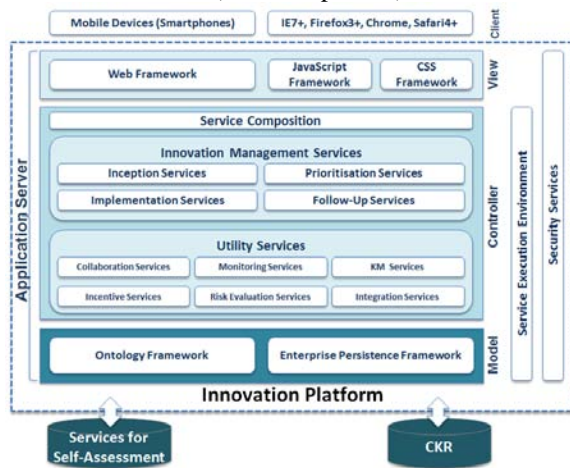 Mobile Devices (Smartphones)
IE7+, Firefox3+, Chrome, Safari4+
Client
Web Framework
JavaScript
Framework
CSS
Framework
View
Service Composition
Innovation Management Services
Inception Services
Prioritisation Services
Implementation Services
Follow-Up Services
Utility Services
Collaboration Services
Monitoring Services
KM Services
Incentive Services
Risk Evaluation Services
Integration Services
Controller
Ontology Framework
Enterprise Persistence Framework
Model
Application Server
Service Execution Environment
Security Services
Innovation Platform
Services for
Self-Assessment
CKR